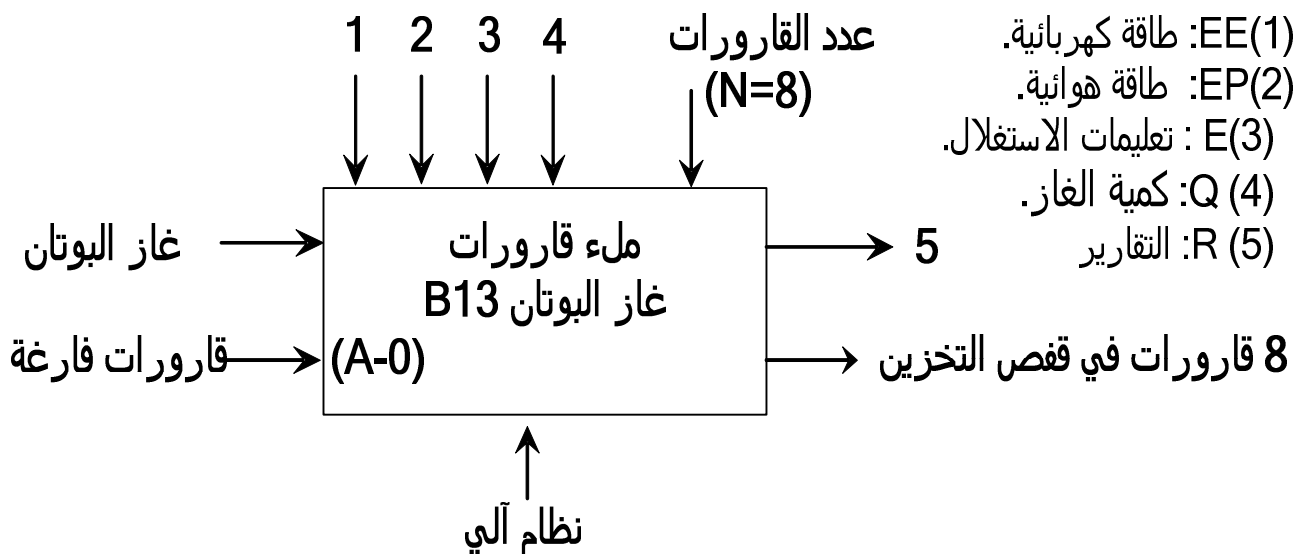 1 2 3 4
عدد القارورات
(N=8)
EE(1): طاقة كهربائية.
EP(2): طاقة هوائية.
E(3) : تعليمات الاستغلال.
Q (4): كمية الغاز.
R (5): التقارير
غاز البوتان
قارورات فارغة
ملء قارورات
غاز البوتان B13
(A-0)
5
8 قارورات في قفص التخزين
نظام آلي